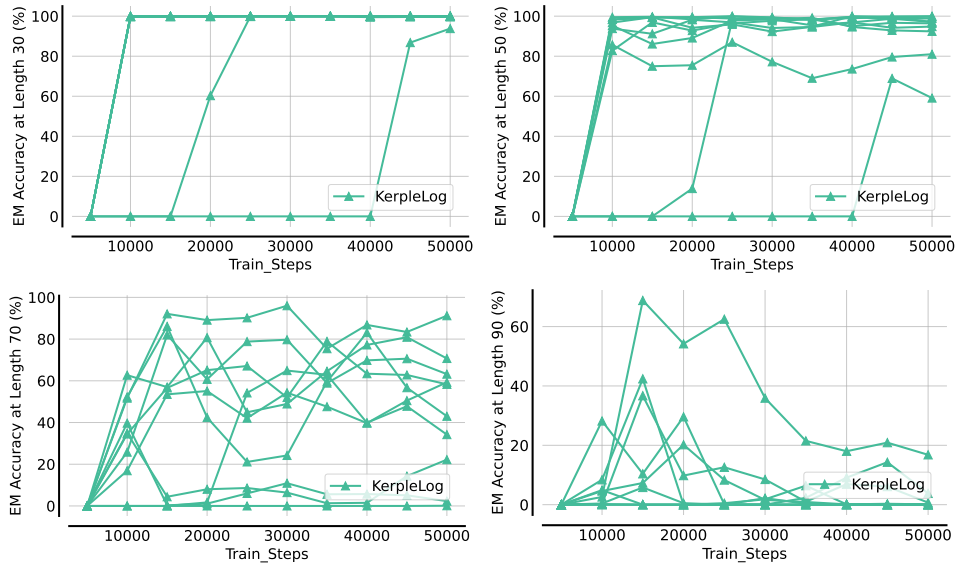 EM Accuracy at Length 30 (%)
100
80
60
40
20
0
KerpleLog
10000 20000 30000 40000 50000
Train_Steps
EM Accuracy at Length 50 (%)
100
80
60
40
20
0
KerpleLog
10000 20000 30000 40000 50000
Train_Steps
EM Accuracy at Length 70 (%)
100
80
60
40
20
0
KerpleLog
10000 20000 30000 40000 50000
Train_Steps
EM Accuracy at Length 90 (%)
60
40
20
0
KerpleLog
10000 20000 30000 40000 50000
Train_Steps